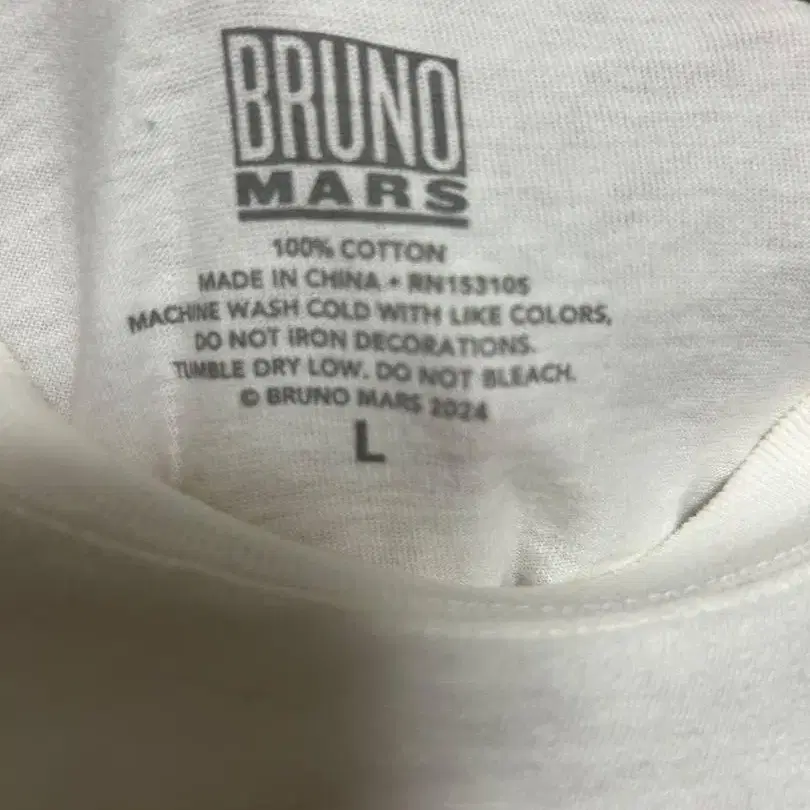 BRUNO
MARS
100% COTTON
MADE IN CHINA • RN153105
MACHINE WASH COLD WITH LIKE COLORS,
DO NOT IRON DECORATIONS.
TUMBLE DRY LOW. DO NOT BLEACH.
© BRUNO MARS 2024
L